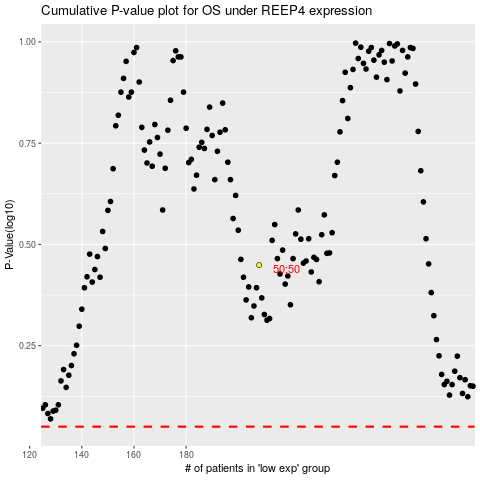 Cumulative P-value plot for OS under REEP4 expression
P-Value(log10)
1.00
0.75
0.50
0.25
50:50
120 140 160 180
# of patients in 'low exp' group